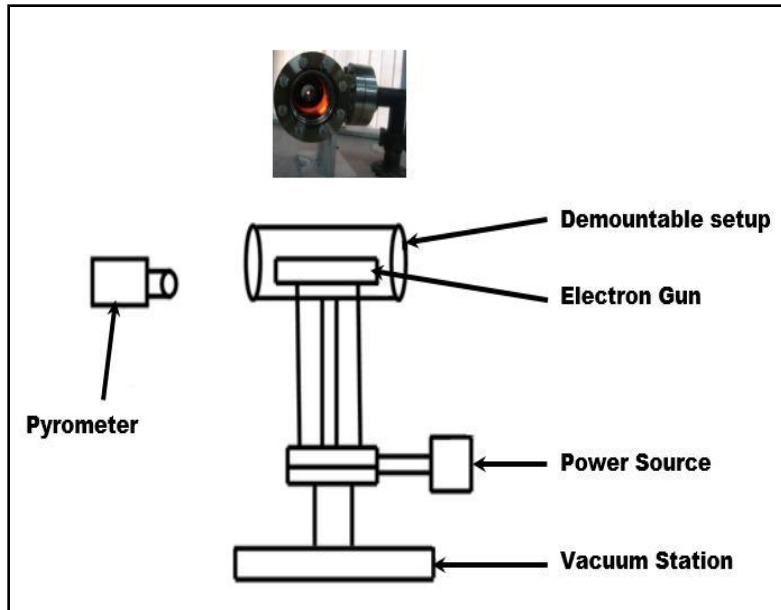 Demountable setup
Electron Gun
Pyrometer
Power Source
Vacuum Station